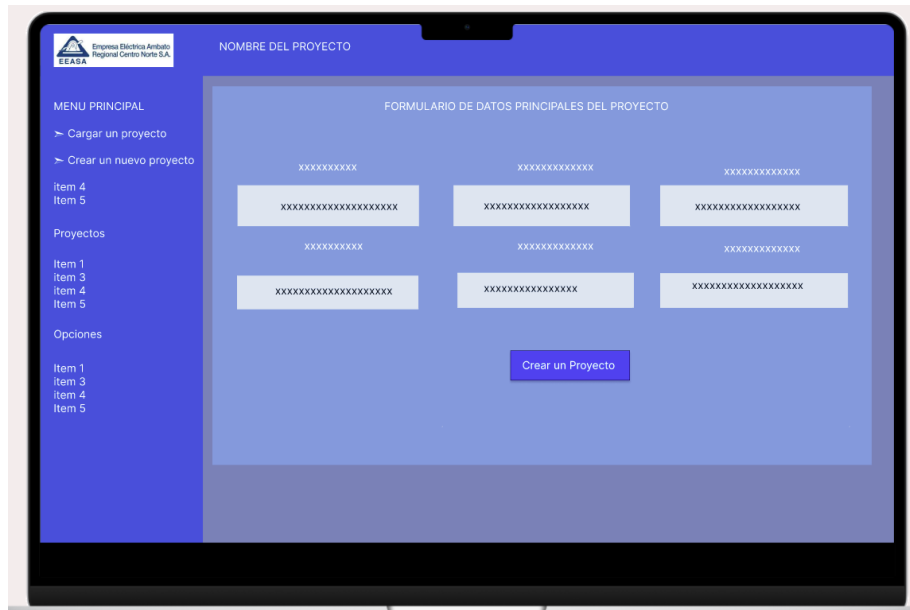 Empresa Eléctrica Ambato
Regional Centro Norte S.A.
EEASA
NOMBRE DEL PROYECTO
MENU PRINCIPAL
➣ Cargar un proyecto
➣ Crear un nuevo proyecto
item 4
Item 5
Proyectos
Item 1
item 3
item 4
Item 5
Opciones
Item 1
item 3
item 4
Item 5
FORMULARIO DE DATOS PRINCIPALES DEL PROYECTO
xxxxxxxxxx
xxxxxxxxxxxxx
xxxxxxxxxxxxx
xxxxxxxxxxxxxxxxxxxx
xxxxxxxxxxxxxxxxxx
xxxxxxxxxxxxxxxxxx
xxxxxxxxxx
xxxxxxxxxxxxx
xxxxxxxxxxxxx
xxxxxxxxxxxxxxxxxxxx
xxxxxxxxxxxxxxxx
xxxxxxxxxxxxxxxxxxx
Crear un Proyecto